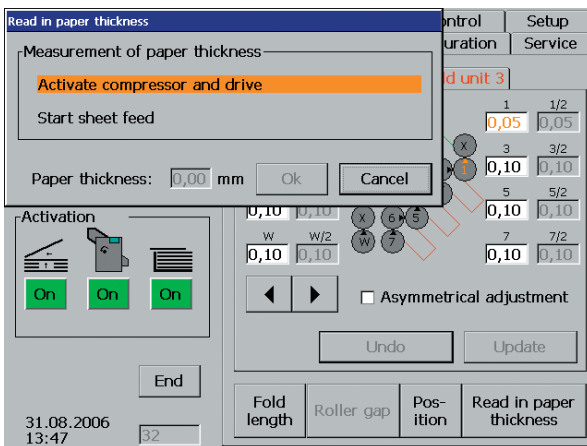 Read in paper thickness
ntrol Setup
uration Service
Measurement of paper thickness
Activate compressor and drive
Start sheet feed
Paper thickness: 0,00 mm Ok Cancel
d unit 3
1 1/2
0,05 0,05
X
3 3/2
1 0,10 0,10
5 5/2
0,10 0,10 X 6 5 0,10 0,10
W W/2 7 7/2
0,10 0,10 W 7 0,10 0,10
Activation
On On On
Asymmetrical adjustment
Undo Update
End
Fold length Roller gap Pos-ition Read in paper thickness
31.08.2006
13:47 32